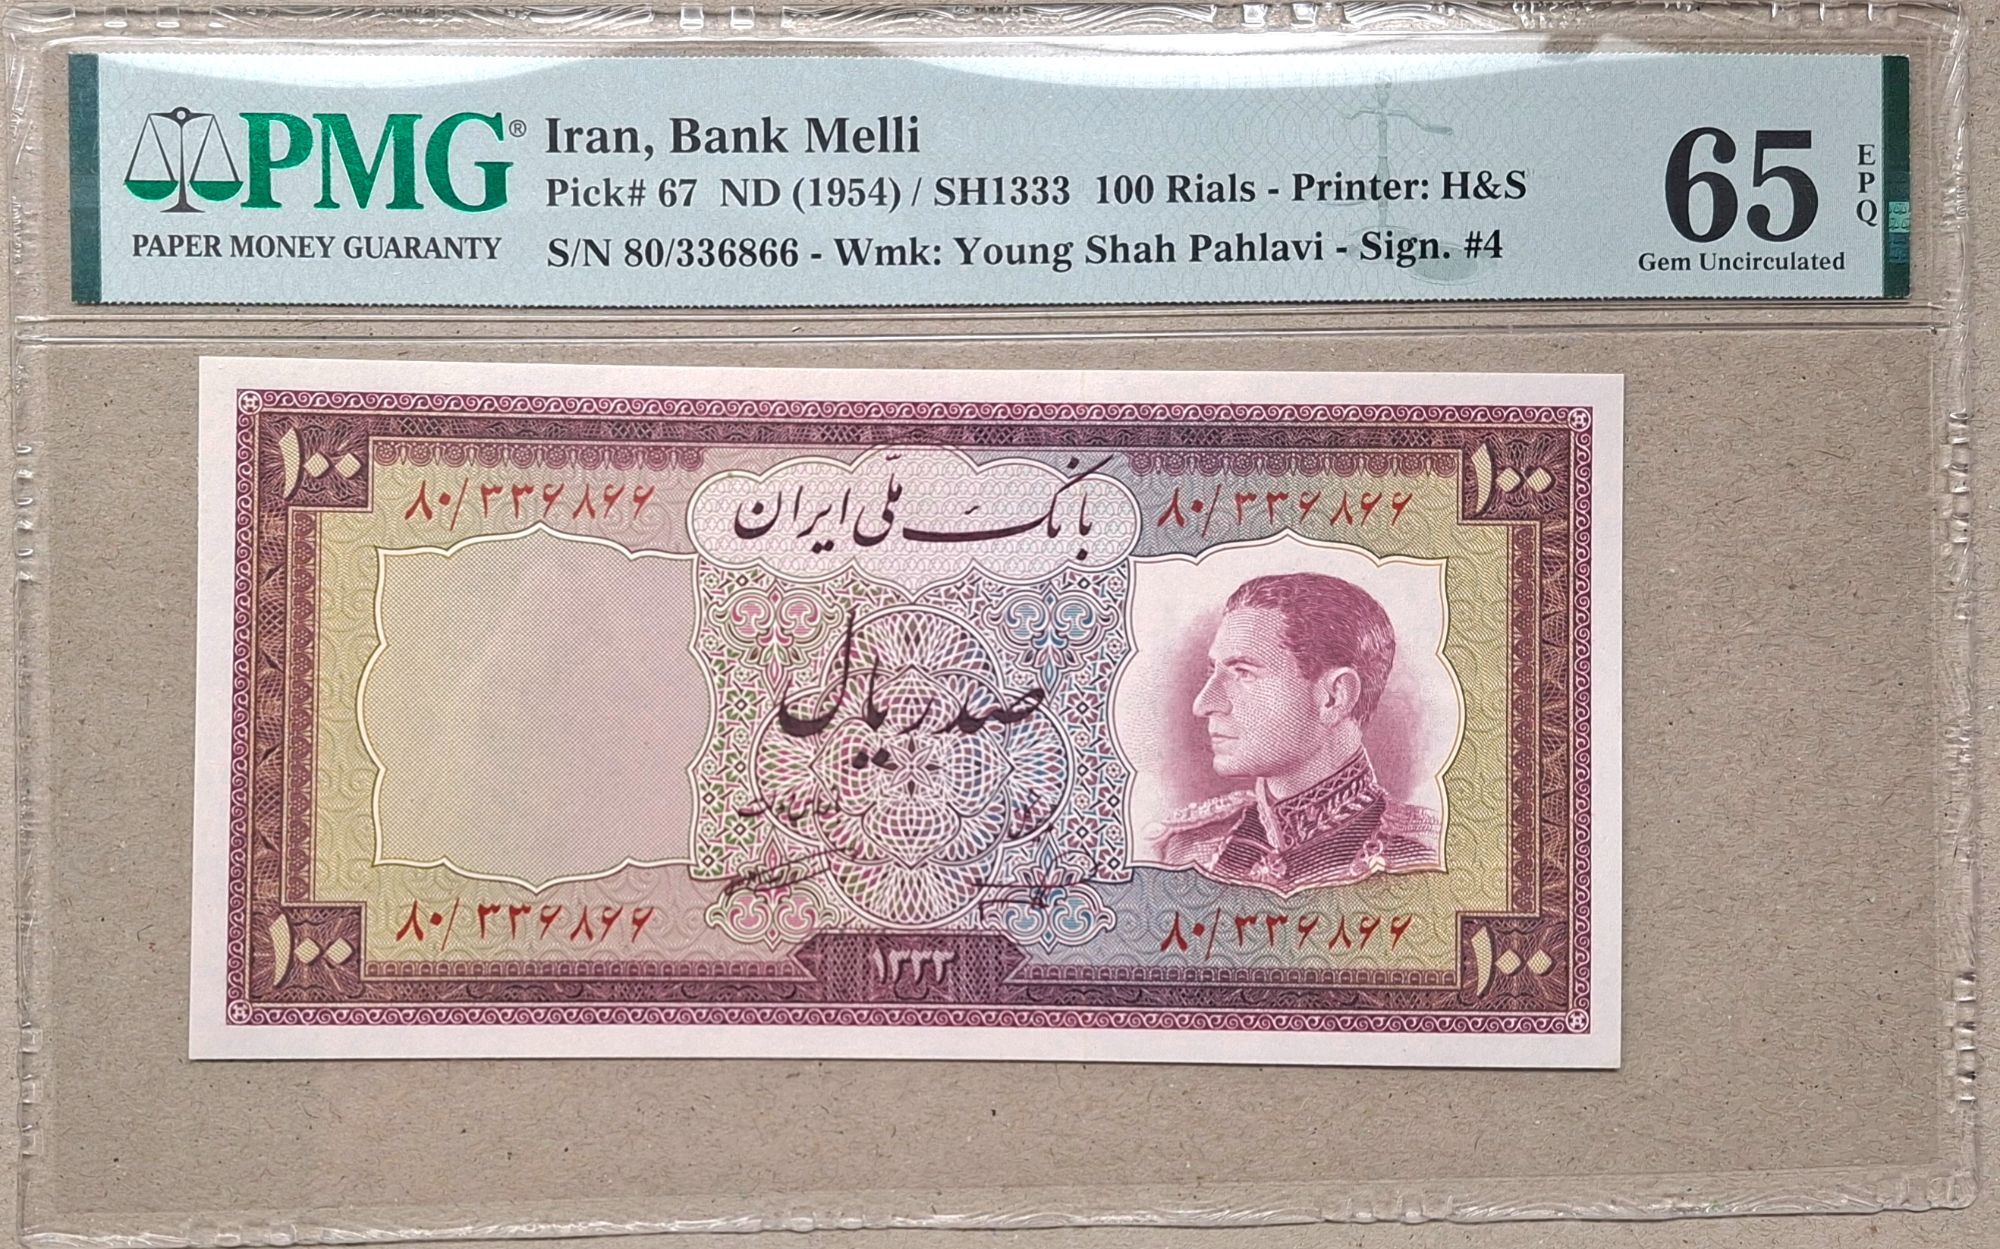 PMG®
PAPER MONEY GUARANTY
Iran, Bank Melli
Pick# 67 ND (1954) / SH1333 100 Rials - Printer: H&S
S/N 80/336866 - Wmk: Young Shah Pahlavi - Sign. #4
65
EPQ
Gem Uncirculated
۱۰۰
۱۰۰
۸۰/۳۳۶۸۶۶
بانک ملّی ایران
۸۰/۳۳۶۸۶۶
صد ریال
۸۰/۳۳۶۸۶۶
۸۰/۳۳۶۸۶۶
۱۰۰
۱۳۳۳
۱۰۰